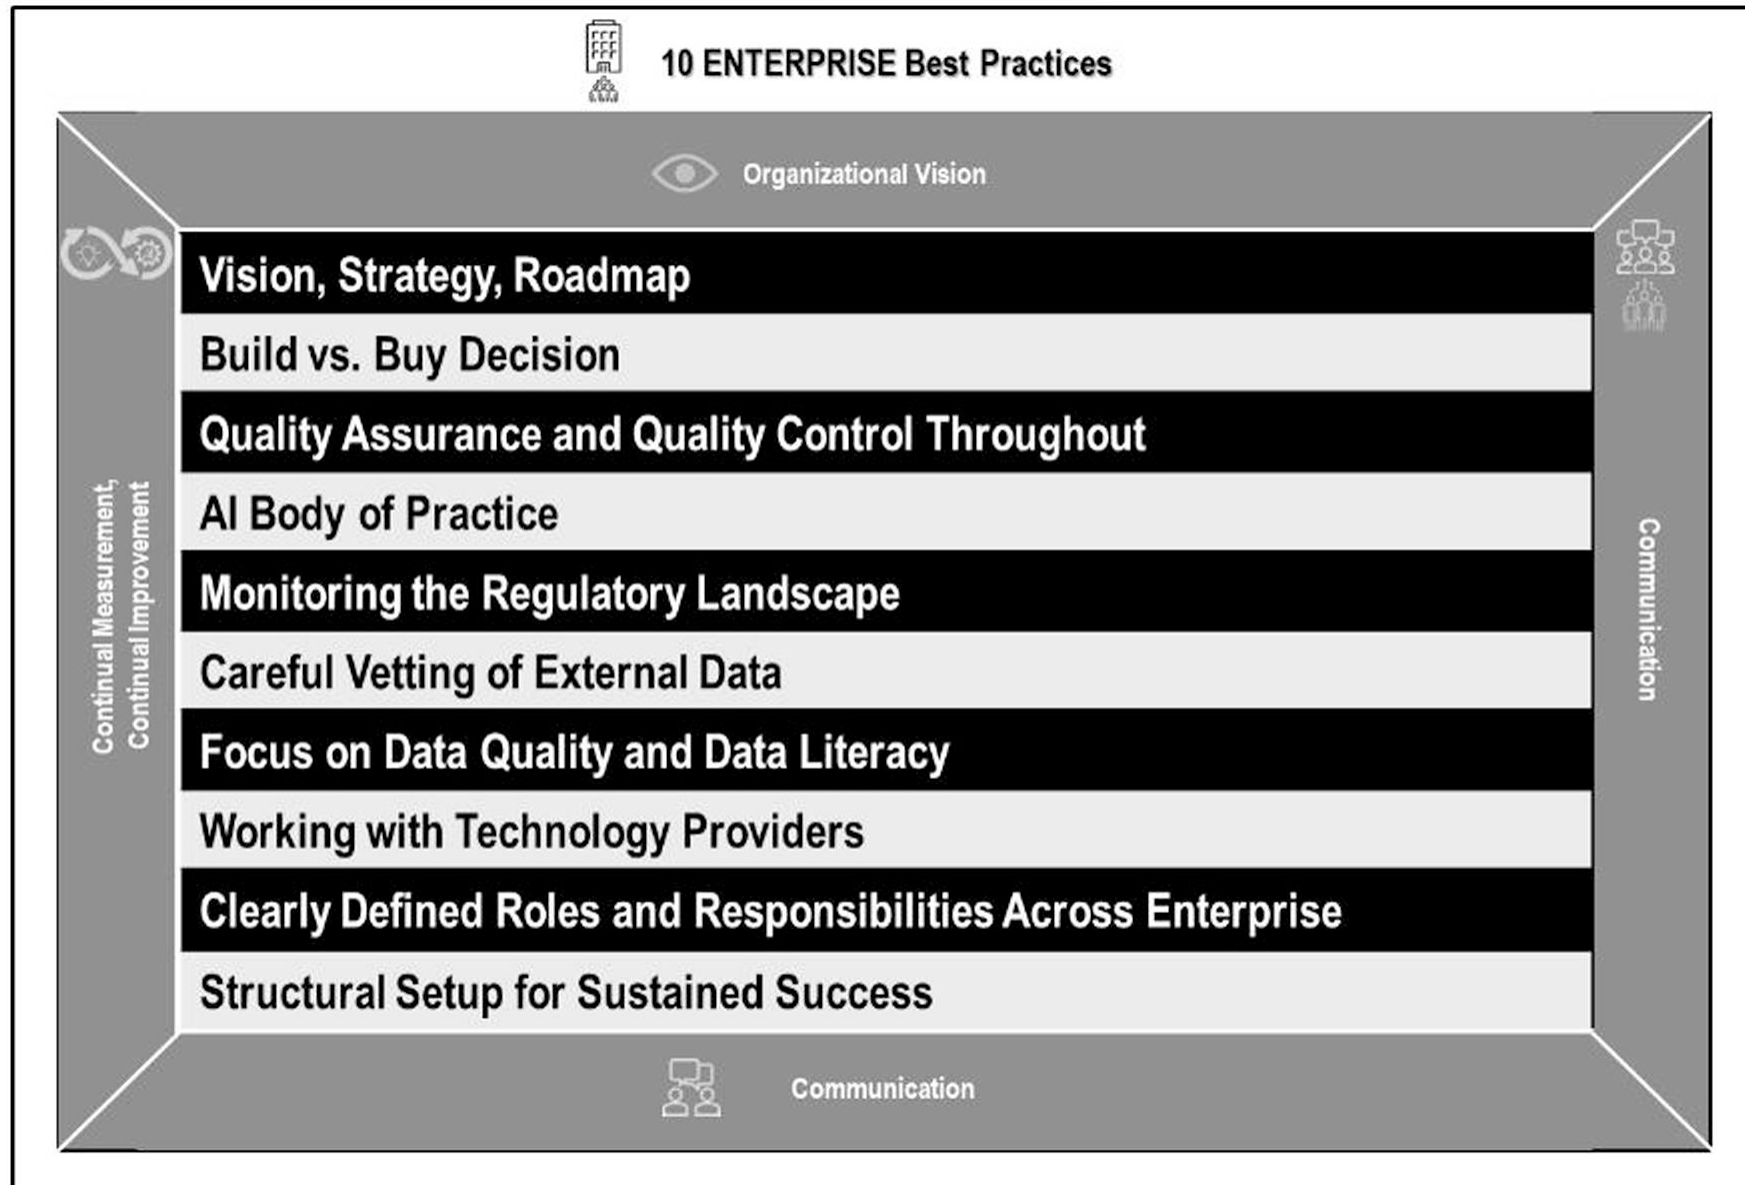 10 ENTERPRISE Best Practices
Organizational Vision
Vision, Strategy, Roadmap
Build vs. Buy Decision
Quality Assurance and Quality Control Throughout
AI Body of Practice
Monitoring the Regulatory Landscape
Careful Vetting of External Data
Focus on Data Quality and Data Literacy
Working with Technology Providers
Clearly Defined Roles and Responsibilities Across Enterprise
Structural Setup for Sustained Success
Continual Measurement,
Continual Improvement
Communication
Communication